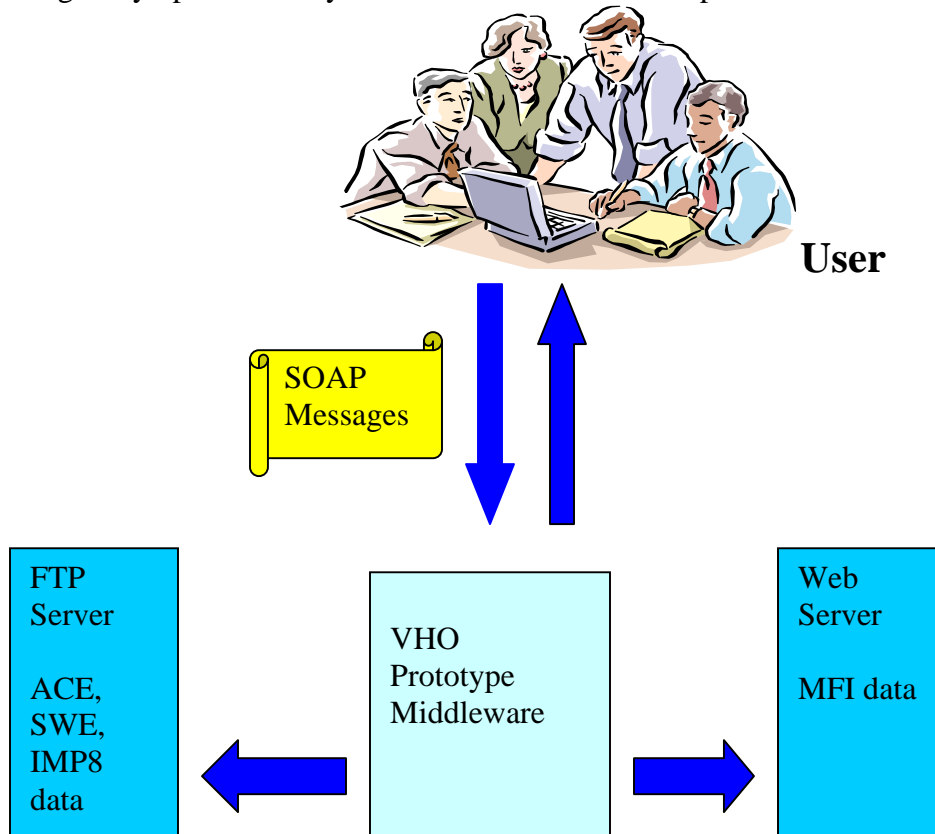 User
SOAP
Messages
FTP
Server
ACE,
SWE,
IMP8
data
VHO
Prototype
Middleware
Web
Server
MFI data